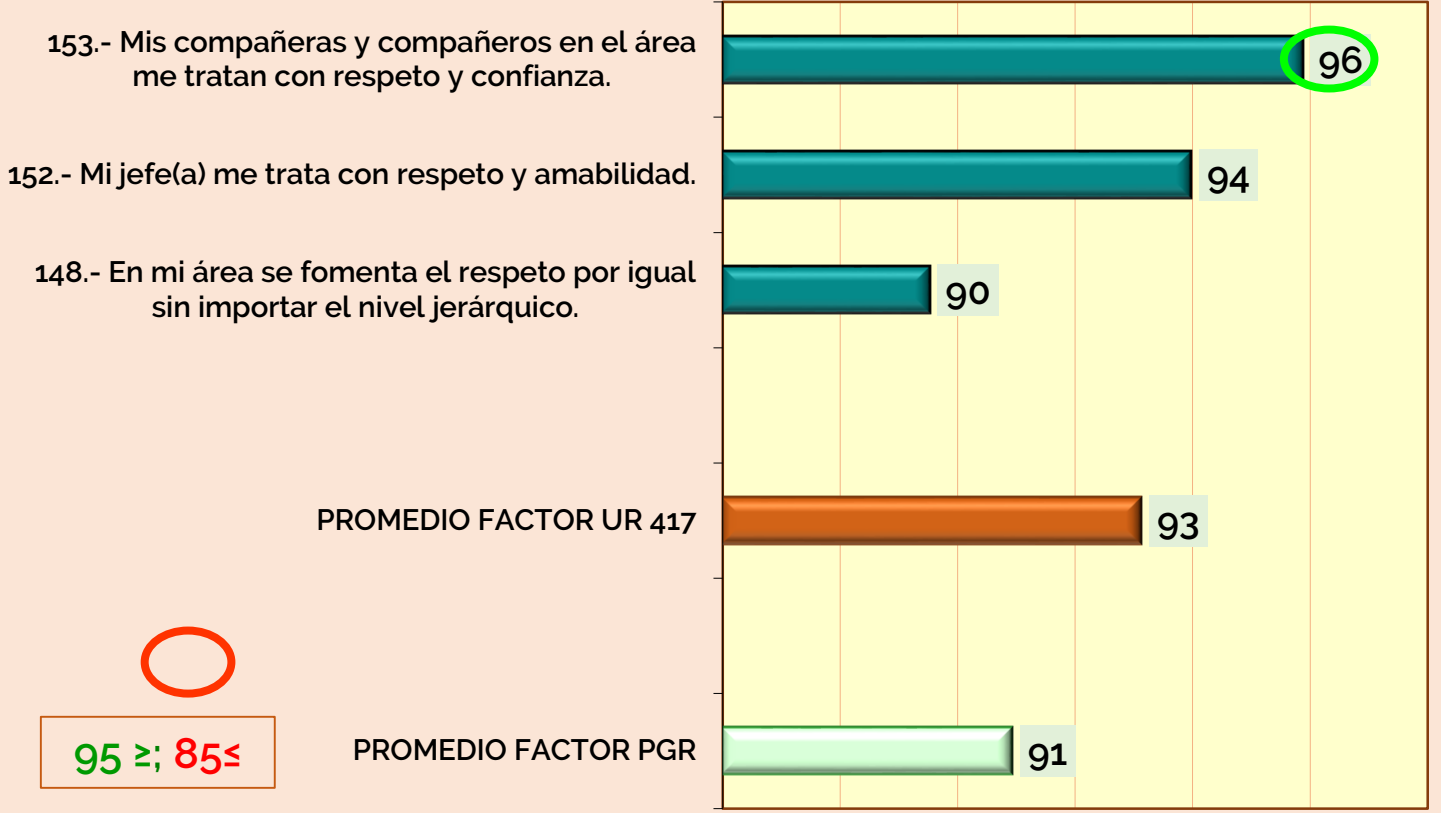 153.- Mis compañeras y compañeros en el área
me tratan con respeto y confianza.
96
152.- Mi jefe(a) me trata con respeto y amabilidad.
94
148.- En mi área se fomenta el respeto por igual
sin importar el nivel jerárquico.
90
PROMEDIO FACTOR UR 417
93
95 ≥; 85≤
PROMEDIO FACTOR PGR
91